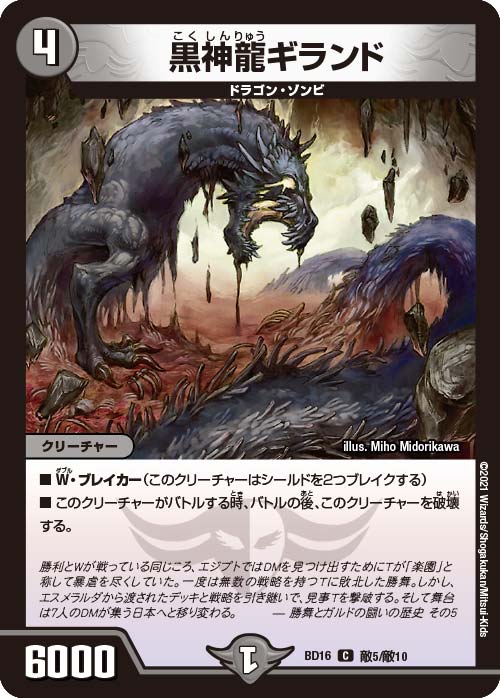 4
こくしんりゅう
黒神龍ギランド
ドラゴン・ゾンビ
クリーチャー
illus. Miho Midorikawa
ダブル
■W・ブレイカー(このクリーチャーはシールドを2つブレイクする)
とき あと はかい
■このクリーチャーがバトルする時、バトルの後、このクリーチャーを破壊
する。
勝利とWが戦っている同じころ、エジプトではDMを見つけ出すためにTが「楽園」と
称して暴虐を尽くしていた。一度は無数の戦略を持つTに敗北した勝舞。しかし、
エスメラルダから渡されたデッキと戦略を引き継いで、見事Tを撃破する。そして舞台
は7人のDMが集う日本へと移り変わる。 ― 勝舞とガルドの闘いの歴史 その5
6000
BD16 C 敵5/敵10
©2021 Wizards/Shogakukan/Mitsui-Kids